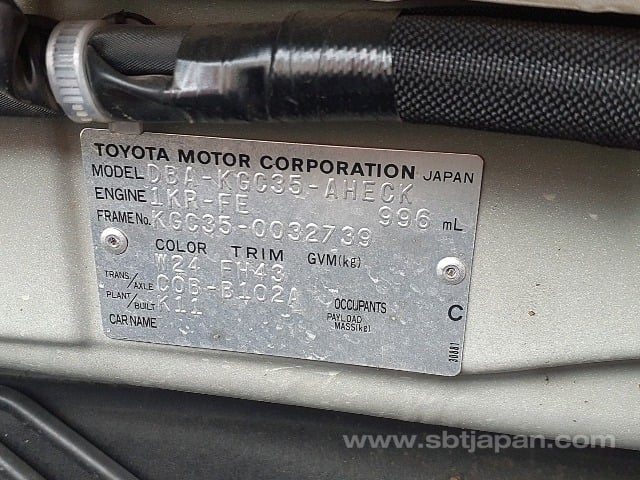 TOYOTA MOTOR CORPORATION JAPAN
MODEL DBA-KGC35-AHECK
ENGINE 1KR-FE 996 mL
FRAME No. KGC35-0032739
COLOR TRIM GVM(kg)
W24 FH43
TRANS./AXLE C0B-B102A
PLANT/BUILT K11 OCCUPANTS C
CAR NAME PAYLOAD MASS(kg)
30881
www.sbtjapan.com